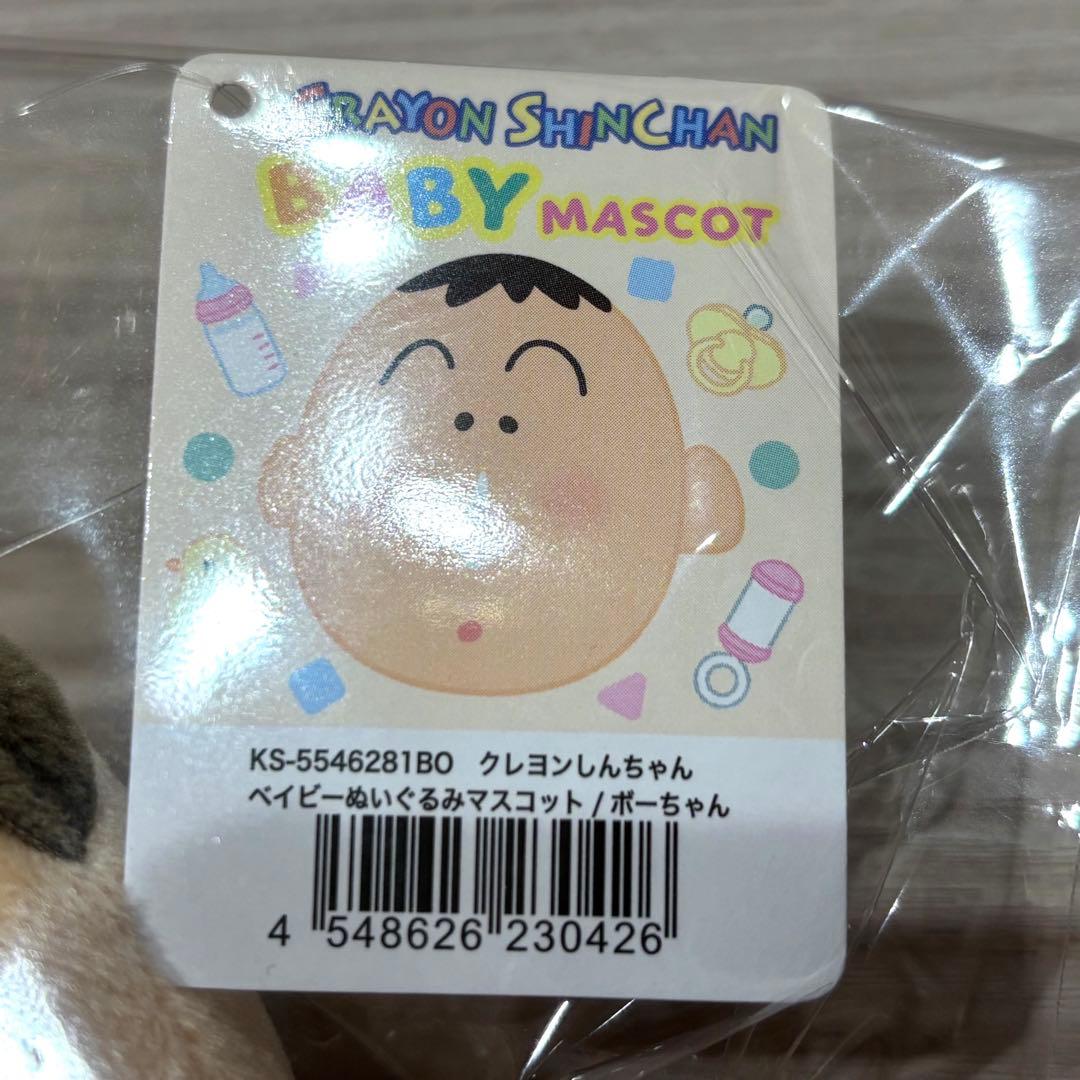 CRAYON SHINCHAN
BABY MASCOT
KS-5546281BO クレヨンしんちゃん
ベイビーぬいぐるみマスコット / ボーちゃん
4 548626 230426